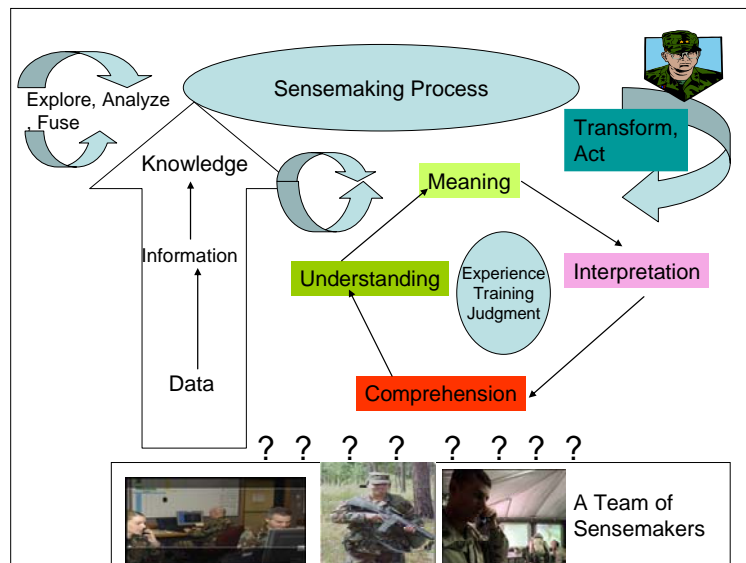 Sensemaking Process
Explore, Analyze
, Fuse
Transform,
Act
Knowledge
Meaning
Information
Understanding
Experience
Training
Judgment
Interpretation
Data
Comprehension
? ? ? ? ? ? ? ?
A Team of
Sensemakers